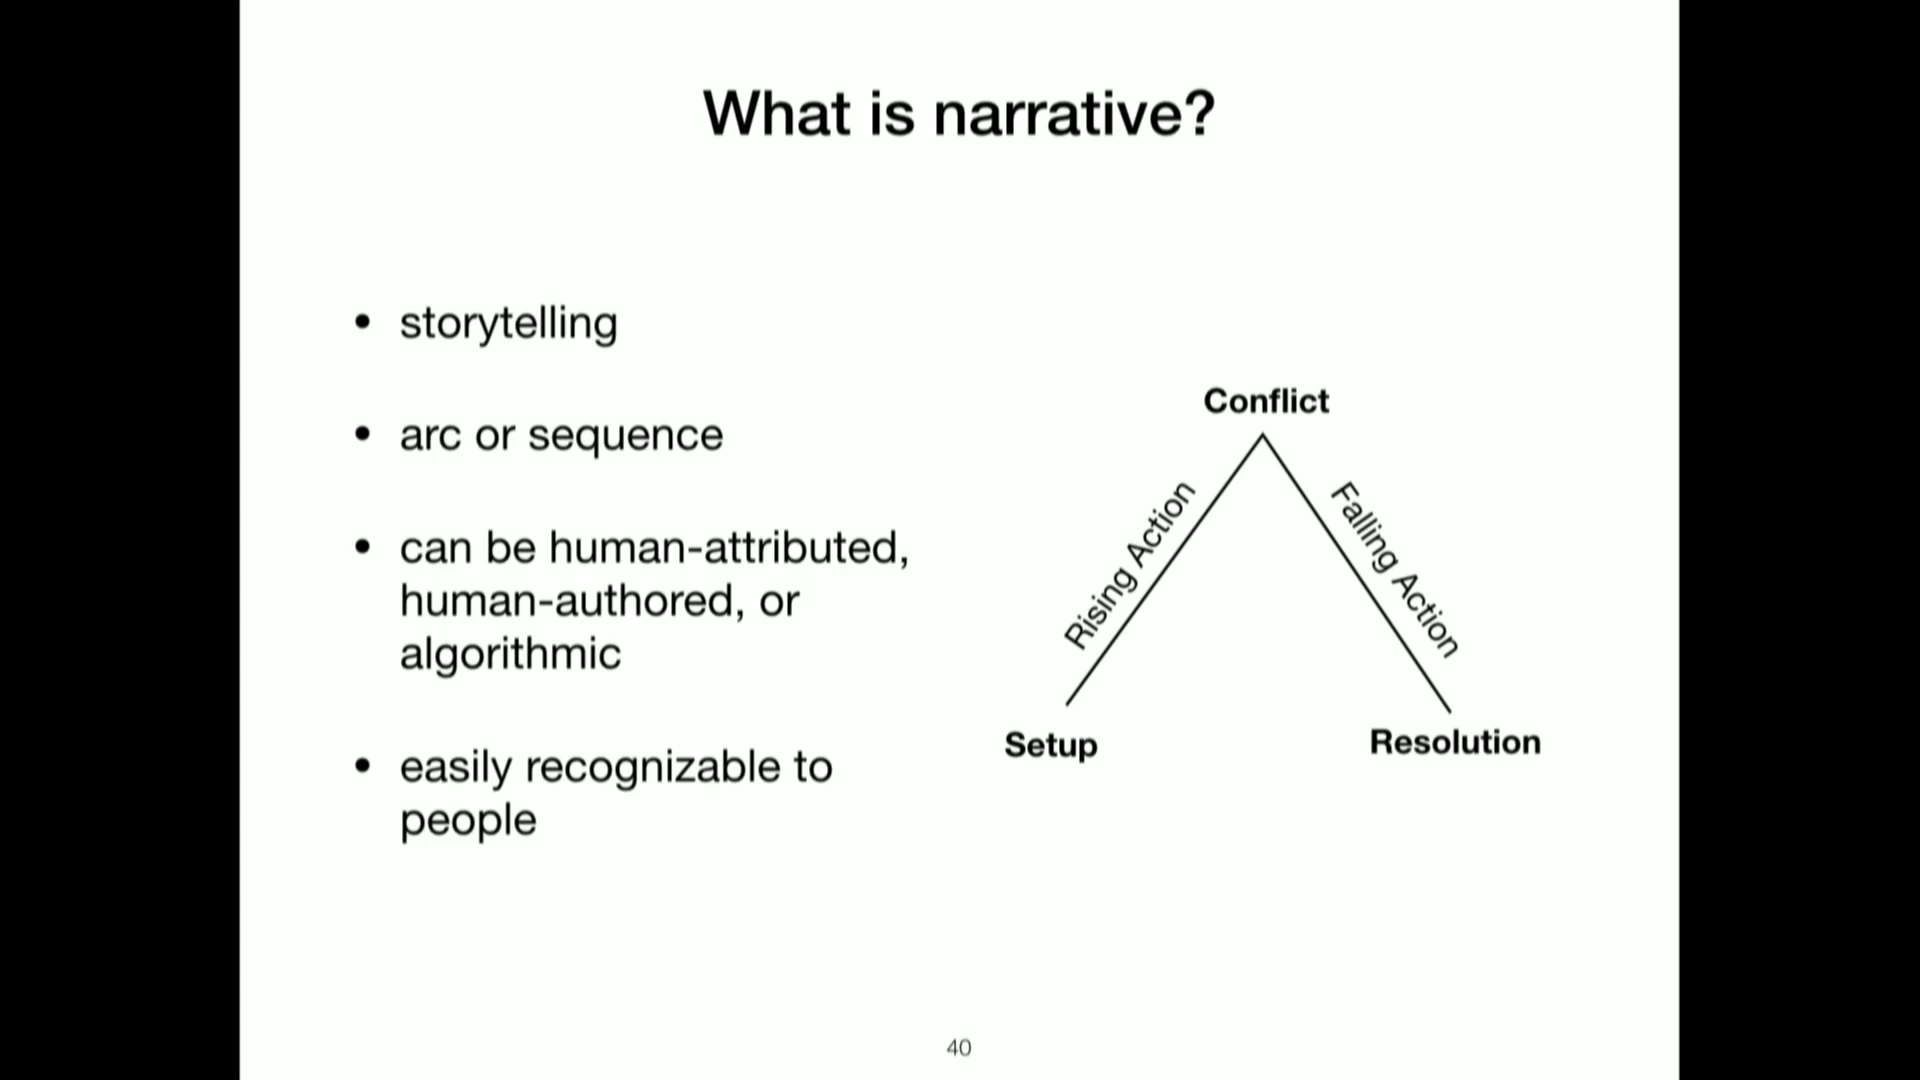 What is narrative?
• storytelling
• arc or sequence
• can be human-attributed,
human-authored, or
algorithmic
• easily recognizable to
people
Conflict
Rising Action
Falling Action
Setup
Resolution
40